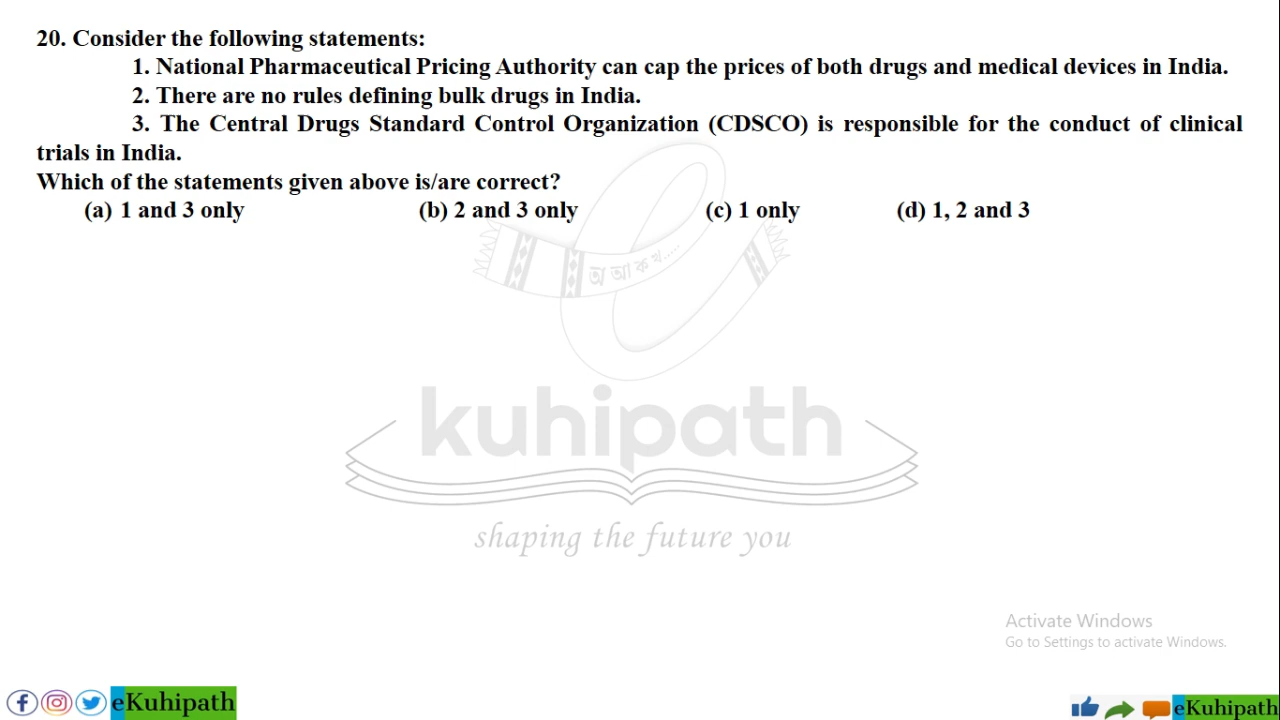 20. Consider the following statements:
1. National Pharmaceutical Pricing Authority can cap the prices of both drugs and medical devices in India.
2. There are no rules defining bulk drugs in India.
3. The Central Drugs Standard Control Organization (CDSCO) is responsible for the conduct of clinical
trials in India.
Which of the statements given above is/are correct?
(a) 1 and 3 only (b) 2 and 3 only (c) 1 only (d) 1, 2 and 3
অ আ ক খ.....
kuhipath
shaping the future you
Activate Windows
Go to Settings to activate Windows.
eKuhipath eKuhipath